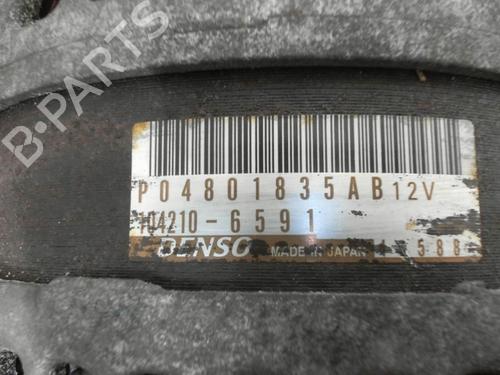 B-PARTS
P04801835AB 12V
104210-6591
DENSO MADE IN JAPAN 588